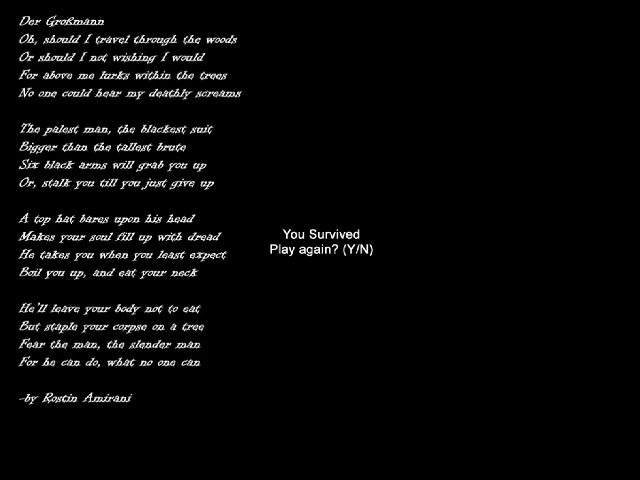 Der Großmann
Oh, should I travel through the woods
Or should I not wishing I would
For above me lurks within the trees
No one could hear my deathly screams
The palest man, the blackest suit
Bigger than the tallest brute
Six black arms will grab you up
Or, stalk you till you just give up
A top hat bares upon his head
Makes your soul fill up with dread
He takes you when you least expect
Boil you up, and eat your neck
He'll leave your body not to eat
But staple your corpse on a tree
Fear the man, the slender man
For he can do, what no one can
-by Rostin Amirani
You Survived
Play again? (Y/N)